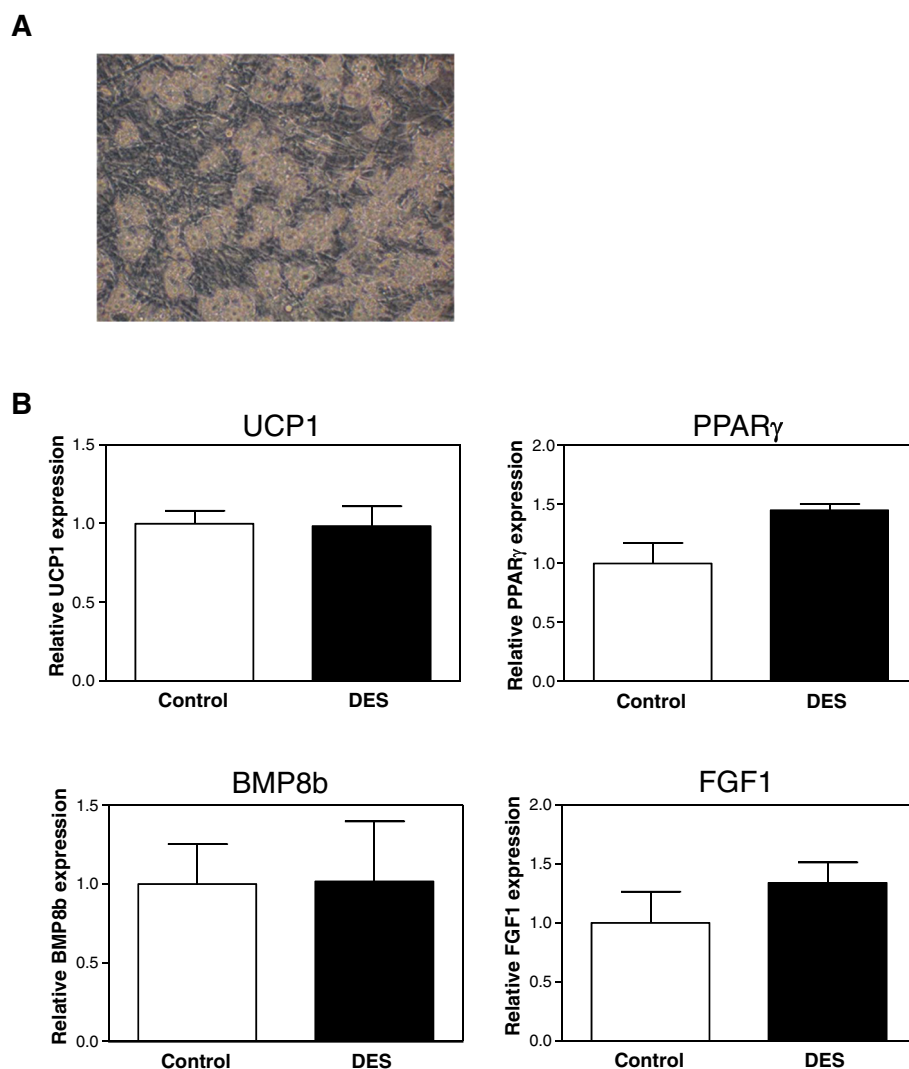 A
B
UCP1
Relative UCP1 expression
1.5
1.0
0.5
0.0
Control DES
PPARγ
Relative PPARγ expression
2.0
1.5
1.0
0.5
0.0
Control DES
BMP8b
Relative BMP8b expression
1.5
1.0
0.5
0.0
Control DES
FGF1
Relative FGF1 expression
2.0
1.5
1.0
0.5
0.0
Control DES